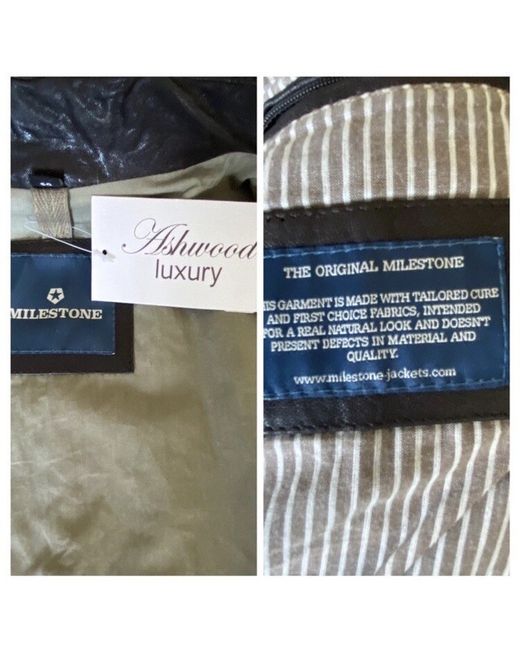 Ashwood
luxury
MILESTONE
THE ORIGINAL MILESTONE
GARMENT IS MADE WITH TAILORED CURE
AND FIRST CHOICE FABRICS, INTENDED
FOR A REAL NATURAL LOOK AND DOESN'T
PRESENT DEFECTS IN MATERIAL AND
QUALITY.
www.milestone-jackets.com